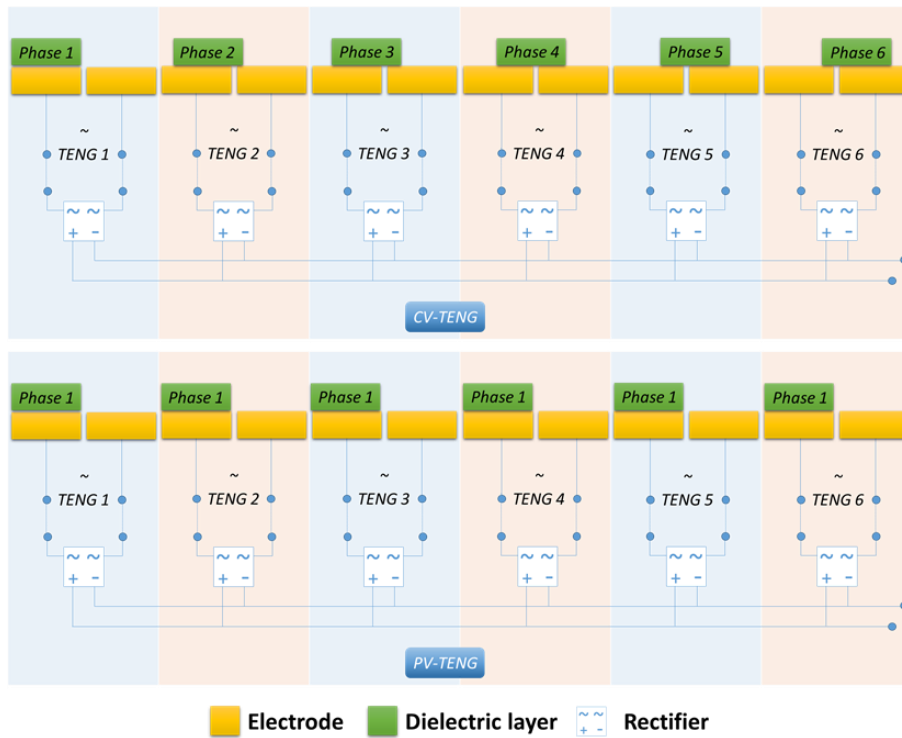 Phase 1 Phase 2 Phase 3 Phase 4 Phase 5 Phase 6
~ ~ ~ ~ ~ ~
TENG 1 TENG 2 TENG 3 TENG 4 TENG 5 TENG 6
~ ~ ~ ~ ~ ~ ~ ~ ~ ~ ~ ~
+ - + - + - + - + - + -
CV-TENG
Phase 1 Phase 1 Phase 1 Phase 1 Phase 1 Phase 1
~ ~ ~ ~ ~ ~
TENG 1 TENG 2 TENG 3 TENG 4 TENG 5 TENG 6
~ ~ ~ ~ ~ ~ ~ ~ ~ ~ ~ ~
+ - + - + - + - + - + -
PV-TENG
Electrode Dielectric layer ~ ~ + - Rectifier